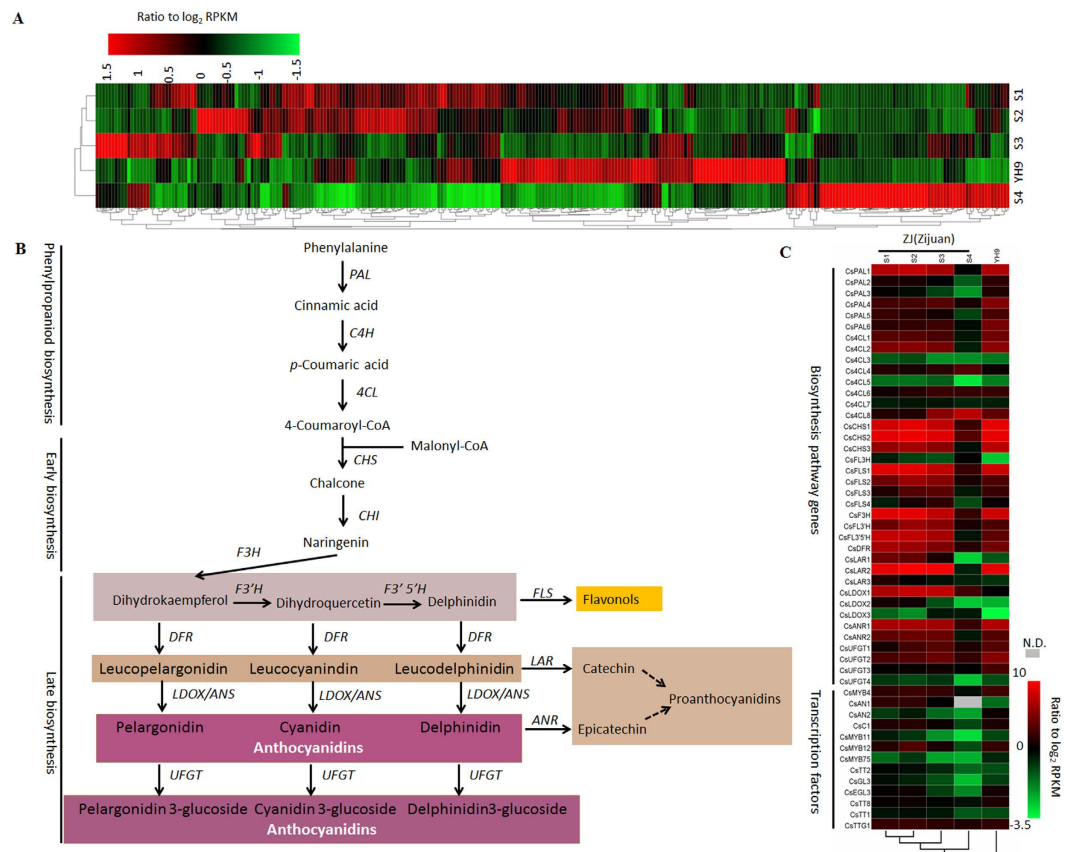 A
Ratio to log2 RPKM
1.5
1
0.5
0
-0.5
-1
-1.5
S1
S2
S3
YH9
S4
B
Phenylpropaniod biosynthesis
Early biosynthesis
Late biosynthesis
Phenylalanine
PAL
Cinnamic acid
C4H
p-Coumaric acid
4CL
4-Coumaroyl-CoA
Malonyl-CoA
CHS
Chalcone
CHI
Naringenin
F3H
F3'H
F3' 5'H
Dihydrokaempferol
Dihydroquercetin
Delphinidin
FLS
Flavonols
DFR
DFR
DFR
Leucopelargonidin
Leucocyanindin
Leucodelphinidin
LAR
Catechin
LDOX/ANS
LDOX/ANS
LDOX/ANS
Proanthocyanidins
Pelargonidin
Cyanidin
Delphinidin
ANR
Epicatechin
Anthocyanidins
UFGT
UFGT
UFGT
Pelargonidin 3-glucoside
Cyanidin 3-glucoside
Delphinidin3-glucoside
Anthocyanidins
C
ZJ(Zijuan)
S1
S2
S3
S4
YH9
Biosynthesis pathway genes
CsPAL1
CsPAL2
CsPAL3
CsPAL4
CsPAL5
CsPAL6
Cs4CL1
Cs4CL2
Cs4CL3
Cs4CL4
Cs4CL5
Cs4CL6
Cs4CL7
Cs4CL8
CsCHS1
CsCHS2
CsCHS3
CsFL3H
CsFLS1
CsFLS2
CsFLS3
CsFLS4
CsF3H
CsFL3'H
CsFL3'5'H
CsDFR
CsLAR1
CsLAR2
CsLAR3
CsLDOX1
CsLDOX2
CsLDOX3
CsANR1
CsANR2
CsUFGT1
CsUFGT2
CsUFGT3
CsUFGT4
Transcription factors
CsMYB4
CsAN1
CsAN2
CsC1
CsMYB11
CsMYB12
CsMYB75
CsTT2
CsGL3
CsEGL3
CsTT8
CsTT1
CsTTG1
N.D.
10
0
-3.5
Ratio to log2 RPKM